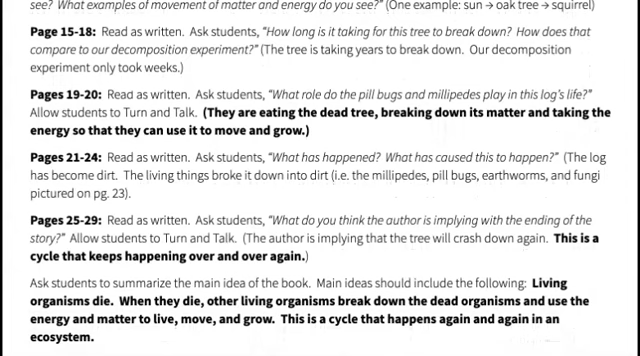 see? What examples of movement of matter and energy do you see?" (One example: sun → oak tree → squirrel)
Page 15-18: Read as written. Ask students, "How long is it taking for this tree to break down? How does that
compare to our decomposition experiment?" (The tree is taking years to break down. Our decomposition
experiment only took weeks.)
Pages 19-20: Read as written. Ask students, "What role do the pill bugs and millipedes play in this log's life?"
Allow students to Turn and Talk. (They are eating the dead tree, breaking down its matter and taking the
energy so that they can use it to move and grow.)
Pages 21-24: Read as written. Ask students, "What has happened? What has caused this to happen?" (The log
has become dirt. The living things broke it down into dirt (i.e. the millipedes, pill bugs, earthworms, and fungi
pictured on pg. 23).
Pages 25-29: Read as written. Ask students, "What do you think the author is implying with the ending of the
story?" Allow students to Turn and Talk. (The author is implying that the tree will crash down again. This is a
cycle that keeps happening over and over again.)
Ask students to summarize the main idea of the book. Main ideas should include the following: Living
organisms die. When they die, other living organisms break down the dead organisms and use the
energy and matter to live, move, and grow. This is a cycle that happens again and again in an
ecosystem.